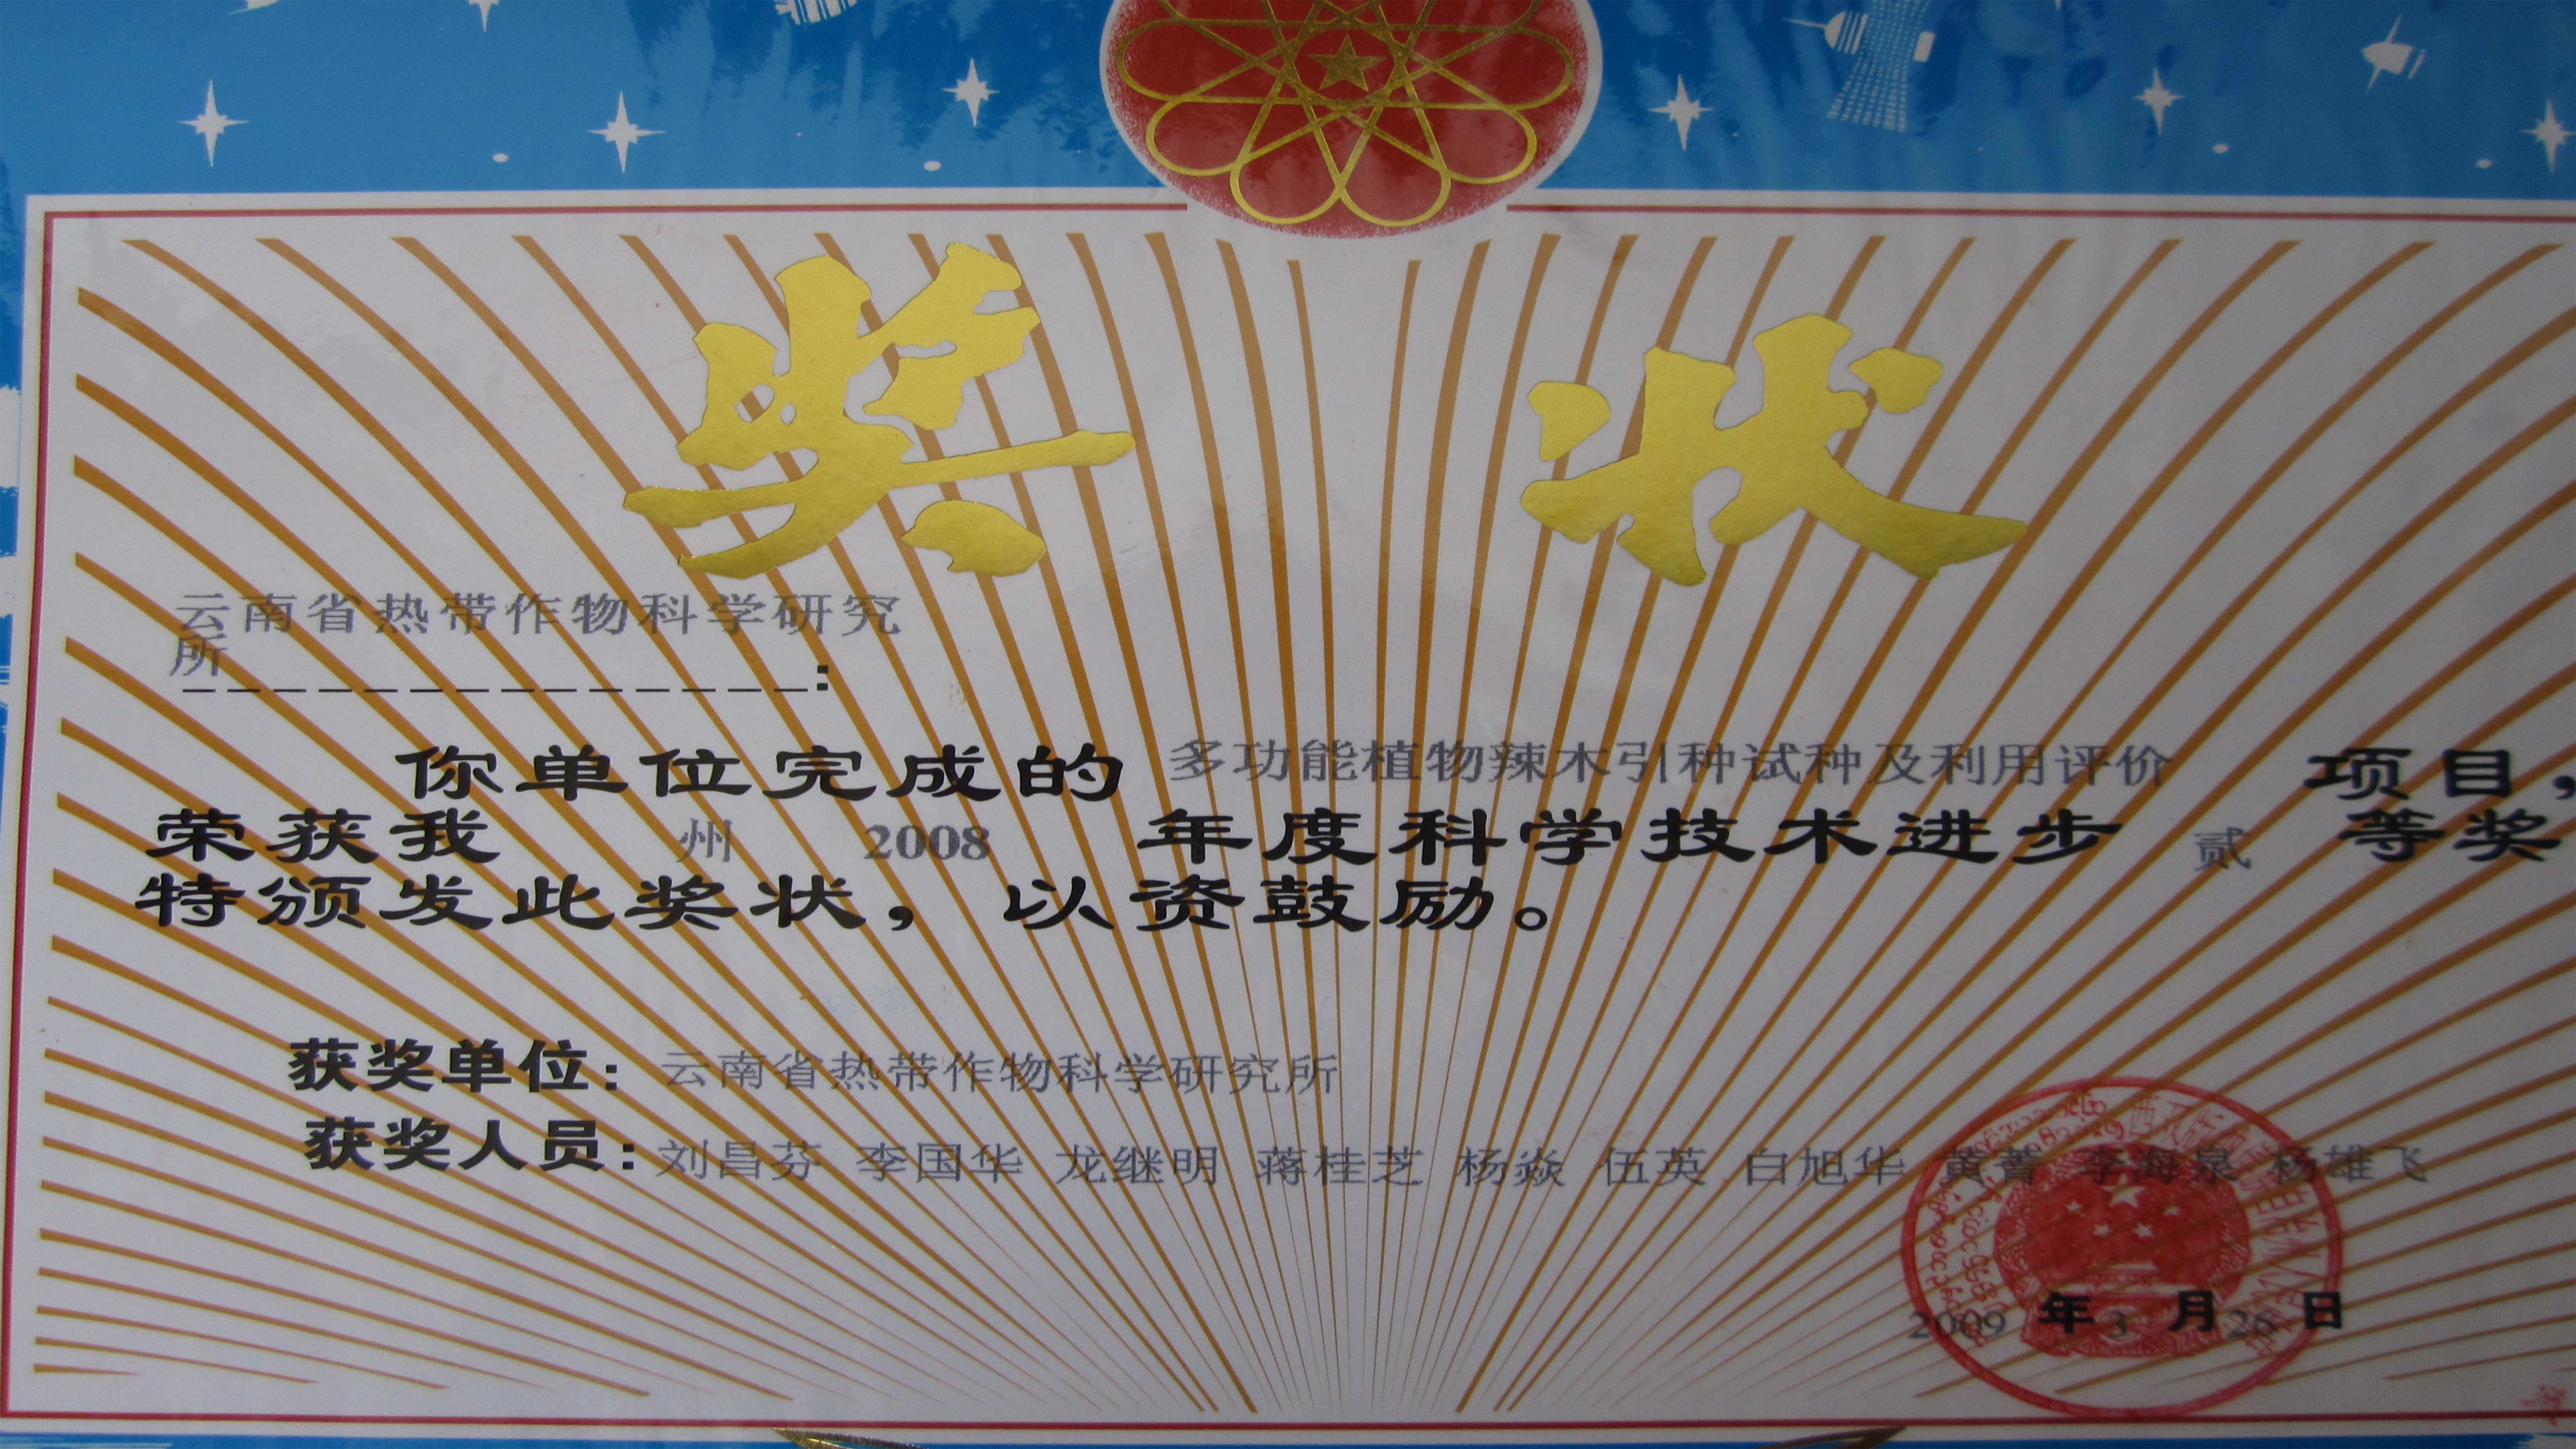 奖 状
云南省热带作物科学研究
所:
你单位完成的 多功能植物辣木引种试种及利用评价 项目,
荣获我 州 2008 年度科学技术进步 贰 等奖
特颁发此奖状，以资鼓励。
获奖单位: 云南省热带作物科学研究所
获奖人员: 刘昌芬 李国华 龙继明 蒋桂芝 杨焱 伍英 白旭华 黄菁 李海泉 杨雄飞
2009 年 3 月 26 日